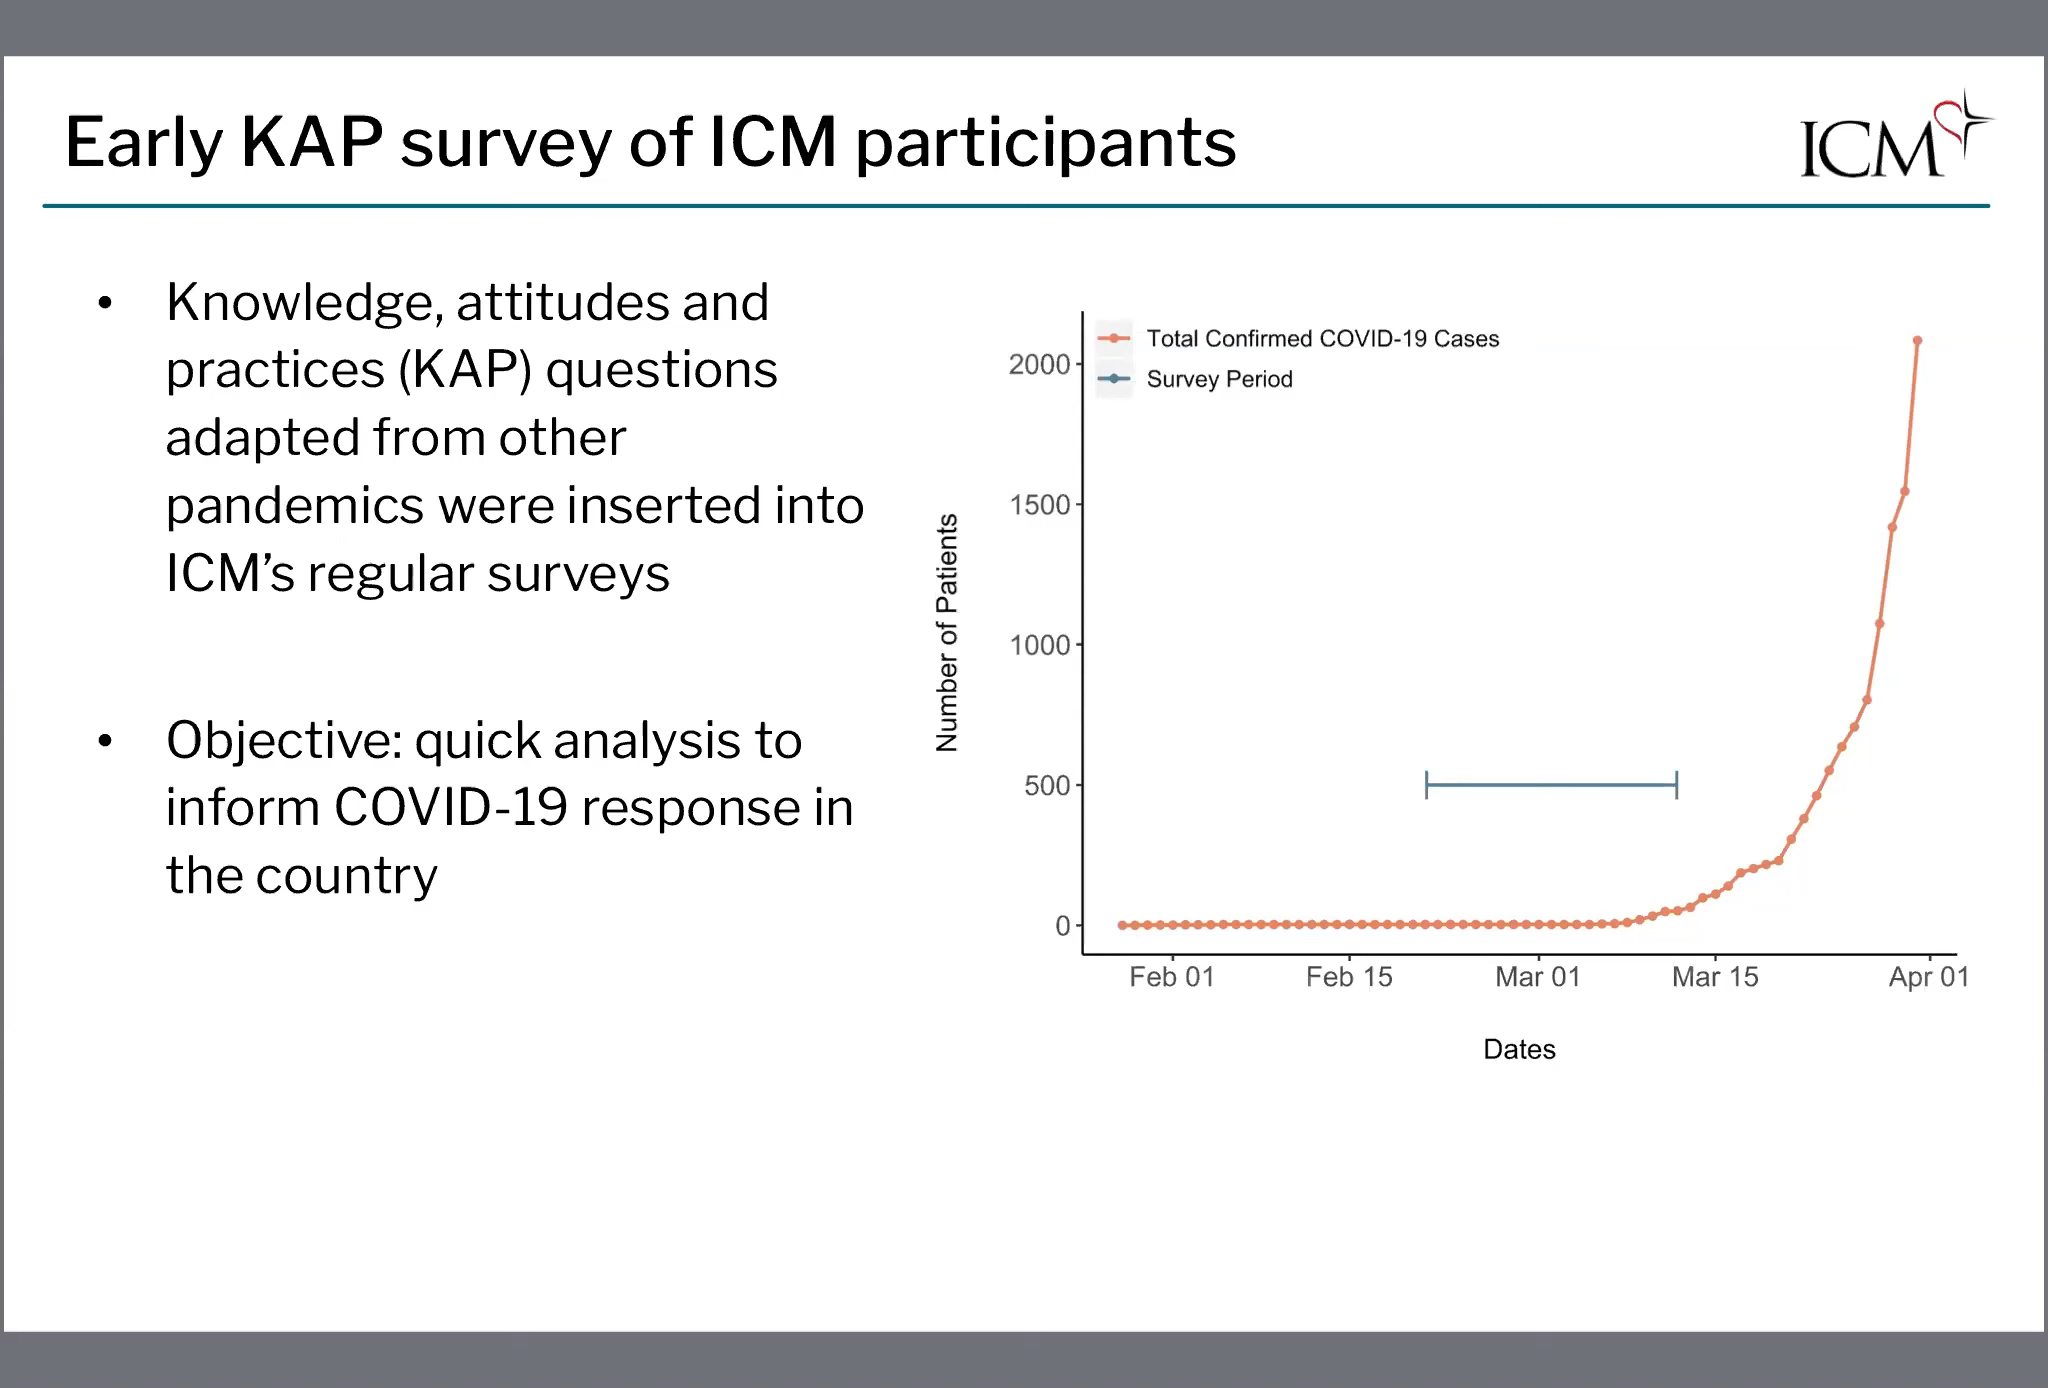 Early KAP survey of ICM participants
ICM
• Knowledge, attitudes and
practices (KAP) questions
adapted from other
pandemics were inserted into
ICM’s regular surveys
• Objective: quick analysis to
inform COVID-19 response in
the country
Total Confirmed COVID-19 Cases
Survey Period
Number of Patients
2000
1500
1000
500
0
Feb 01 Feb 15 Mar 01 Mar 15 Apr 01
Dates